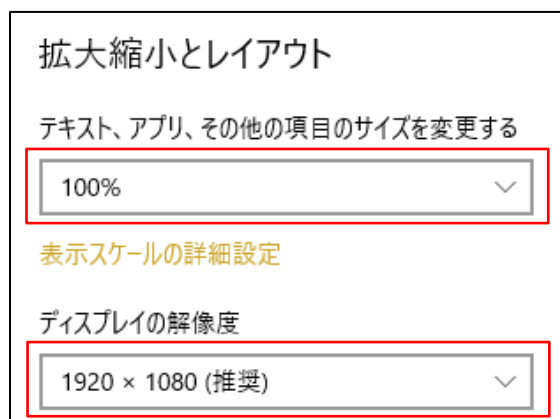 拡大縮小とレイアウト
テキスト、アプリ、その他の項目のサイズを変更する
100%
表示スケールの詳細設定
ディスプレイの解像度
1920 × 1080 (推奨)